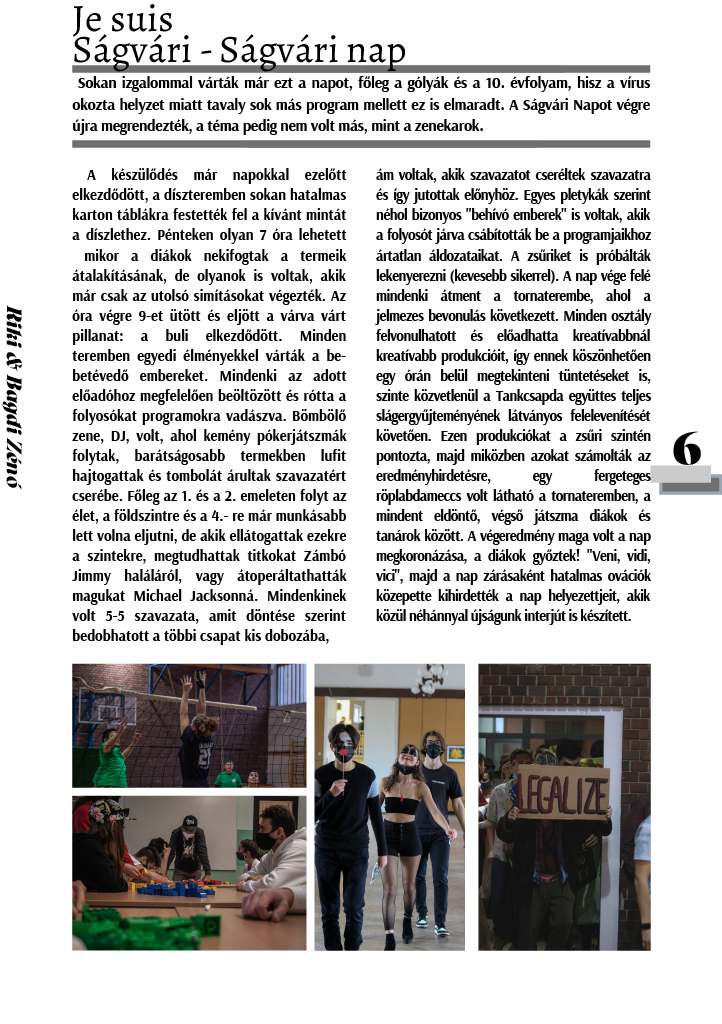 Je suis
Ságvári - Ságvári nap
Sokan izgalommal várták már ezt a napot, főleg a gólyák és a 10. évfolyam, hisz a vírus
okozta helyzet miatt tavaly sok más program mellett ez is elmaradt. A Ságvári Napot végre
újra megrendezték, a téma pedig nem volt más, mint a zenekarok.
A készülődés már napokkal ezelőtt
elkezdődött, a díszteremben sokan hatalmas
karton táblákra festették fel a kívánt mintát
a díszlethez. Pénteken olyan 7 óra lehetett
mikor a diákok nekifogtak a termeik
átalakításának, de olyanok is voltak, akik
már csak az utolsó simításokat végezték. Az
óra végre 9-et ütött és eljött a várva várt
pillanat: a buli elkezdődött. Minden
teremben egyedi élményekkel várták a be-
betévedő embereket. Mindenki az adott
előadóhoz megfelelően beöltözött és rótta a
folyosókat programokra vadászva. Bömbölő
zene, DJ, volt, ahol kemény pókerjátszmák
folytak, barátságosabb termekben lufit
hajtogattak és tombolát árultak szavazatért
cserébe. Főleg az 1. és a 2. emeleten folyt az
élet, a földszintre és a 4.- re már munkásabb
lett volna eljutni, de akik ellátogattak ezekre
a szintekre, megtudhattak titkokat Zámbó
Jimmy haláláról, vagy átoperáltathatták
magukat Michael Jacksonná. Mindenkinek
volt 5-5 szavazata, amit döntése szerint
bedobhatott a többi csapat kis dobozába,
ám voltak, akik szavazatot cseréltek szavazatra
és így jutottak előnyhöz. Egyes pletykák szerint
néhol bizonyos "behívó emberek" is voltak, akik
a folyosót járva csábították be a programjaikhoz
ártatlan áldozataikat. A zsűriket is próbálták
lekenyerezni (kevesebb sikerrel). A nap vége felé
mindenki átment a tornaterembe, ahol a
jelmezes bevonulás következett. Minden osztály
felvonulhatott és előadhatta kreatívabbnál
kreatívabb produkcióit, így ennek köszönhetően
egy órán belül megtekinteni tüntetéseket is,
szinte közvetlenül a Tankcsapda együttes teljes
slágergyűjteményének látványos felelevenítését
követően. Ezen produkciókat a zsűri szintén
pontozta, majd miközben azokat számolták az
eredményhirdetésre, egy fergeteges
röplabdameccs volt látható a tornateremben, a
mindent eldöntő, végső játszma diákok és
tanárok között. A végeredmény maga volt a nap
megkoronázása, a diákok győztek! "Veni, vidi,
vici", majd a nap zárásaként hatalmas ovációk
közepette kihirdették a nap helyezettjeit, akik
közül néhánnyal újságunk interjút is készített.
Riki & Bagdi Zénó
6
LEGALIZE